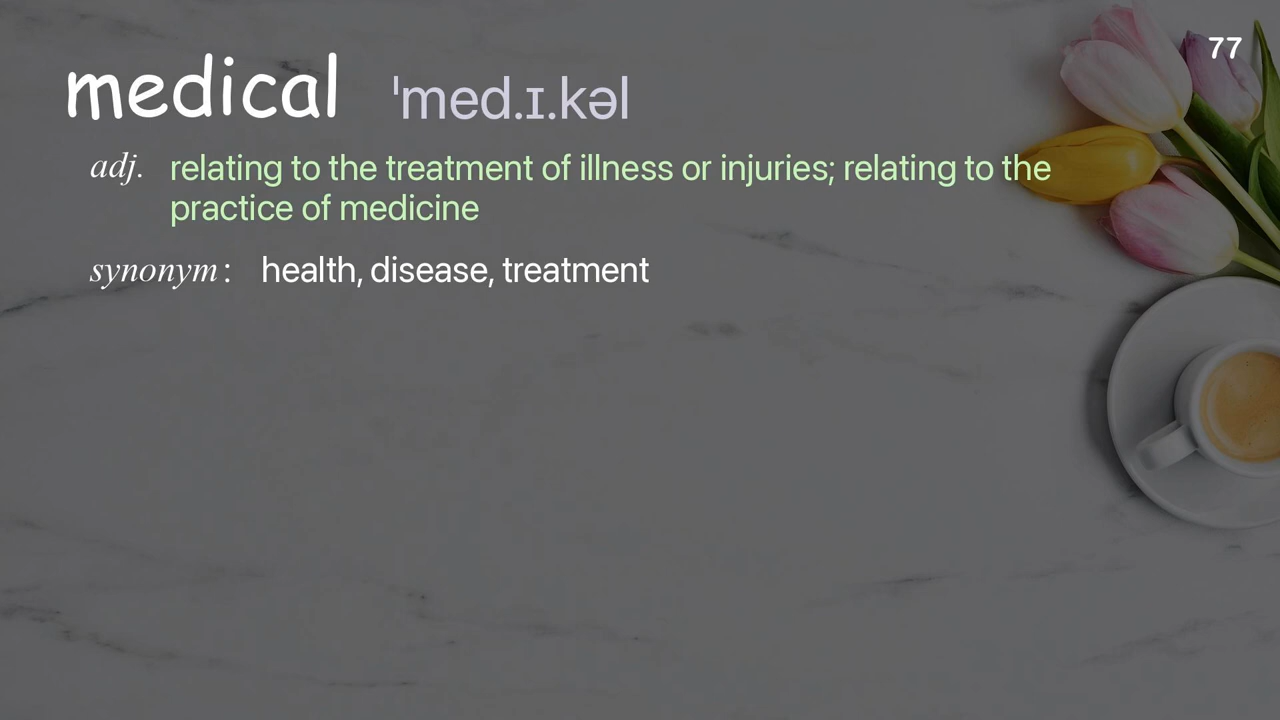 77
medical ˈmed.ɪ.kəl
adj. relating to the treatment of illness or injuries; relating to the
practice of medicine
synonym: health, disease, treatment